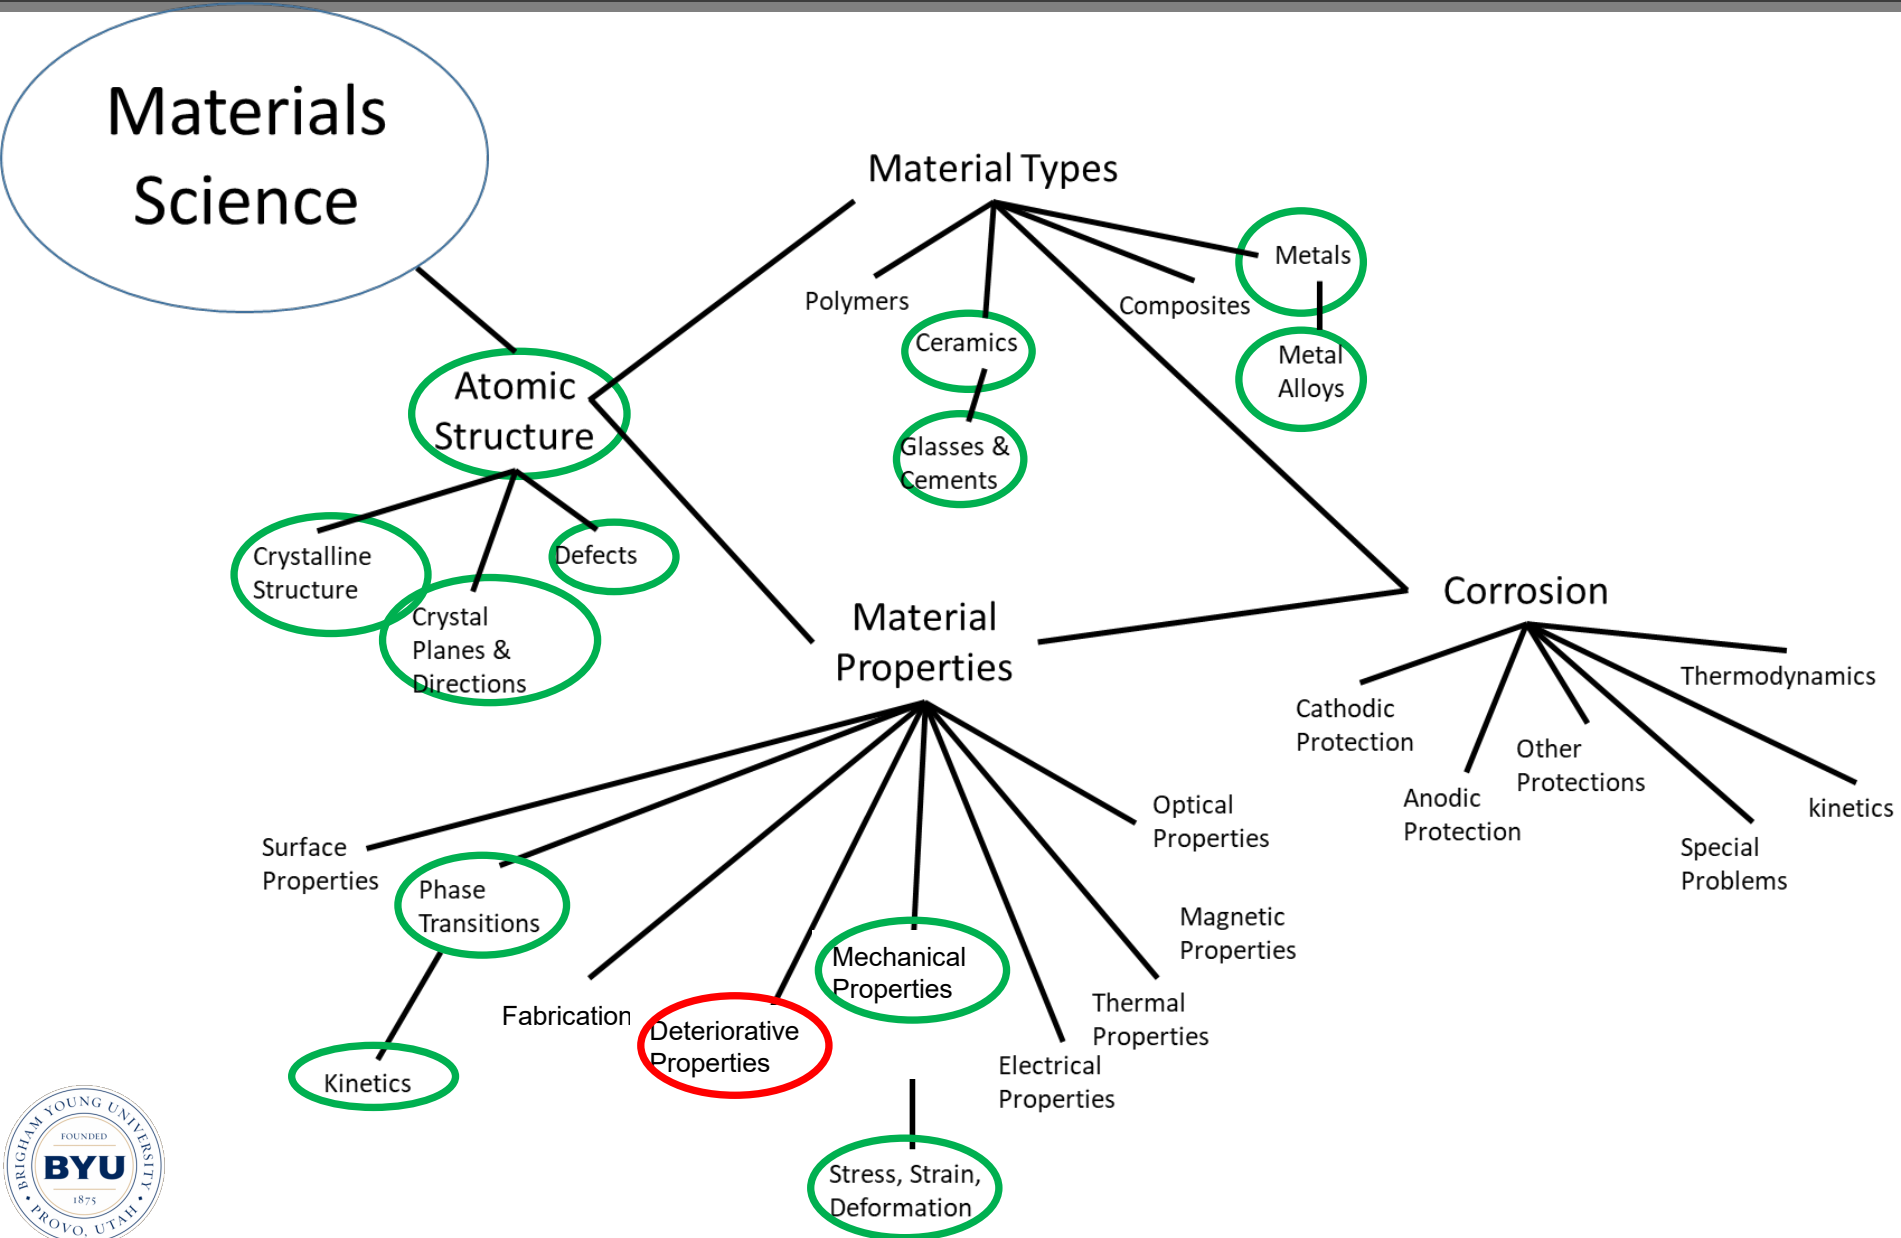 Materials
Science
Material Types
Metals
Polymers
Composites
Ceramics
Metal
Alloys
Atomic
Structure
Glasses &
Cements
Crystalline
Structure
Defects
Crystal
Planes &
Directions
Material
Properties
Corrosion
Thermodynamics
Cathodic
Protection
Other
Protections
Anodic
Protection
kinetics
Special
Problems
Optical
Properties
Surface
Properties
Phase
Transitions
Magnetic
Properties
Mechanical
Properties
Thermal
Properties
Fabrication
Deteriorative
Properties
Electrical
Properties
Kinetics
Stress, Strain,
Deformation
BRIGHAM YOUNG UNIVERSITY
FOUNDED
BYU
1875
PROVO, UTAH